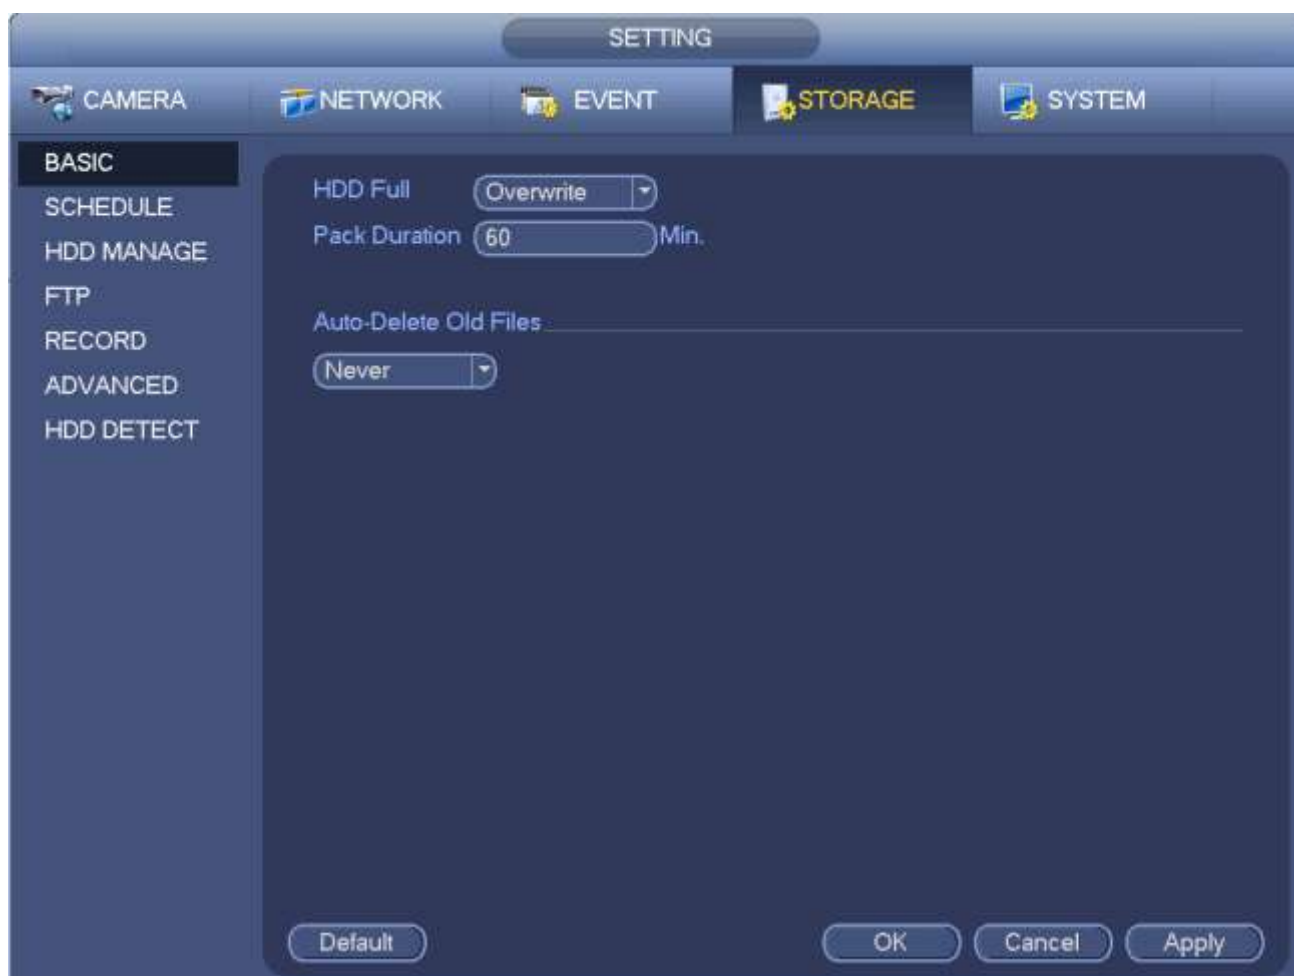 SETTING
CAMERA NETWORK EVENT STORAGE SYSTEM
BASIC
SCHEDULE
HDD MANAGE
FTP
RECORD
ADVANCED
HDD DETECT
HDD Full Overwrite
Pack Duration 60 Min.
Auto-Delete Old Files
Never
Default OK Cancel Apply